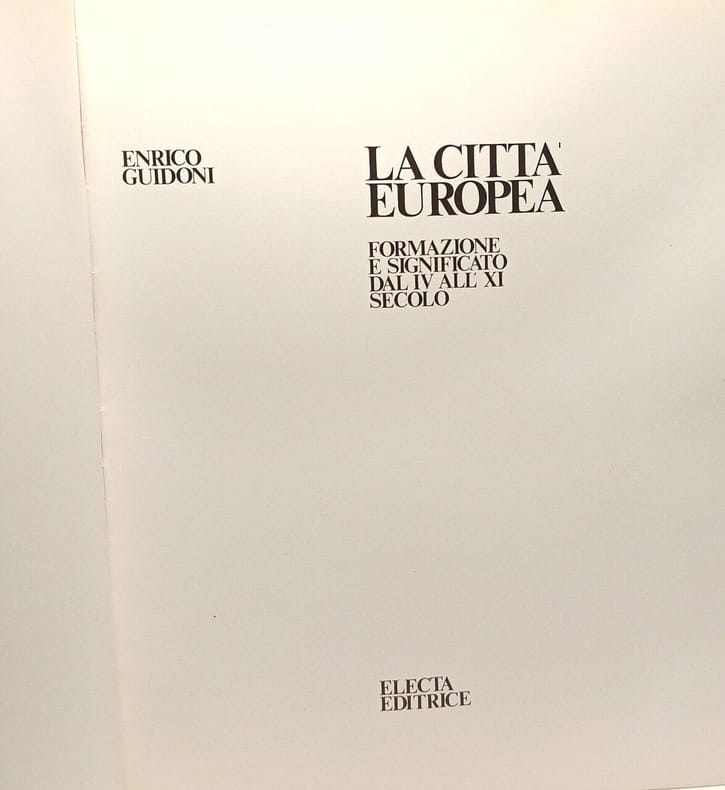 ENRICO
GUIDONI
LA CITTA'
EUROPEA
FORMAZIONE
E SIGNIFICATO
DAL IV ALL'XI
SECOLO
ELECTA
EDITRICE